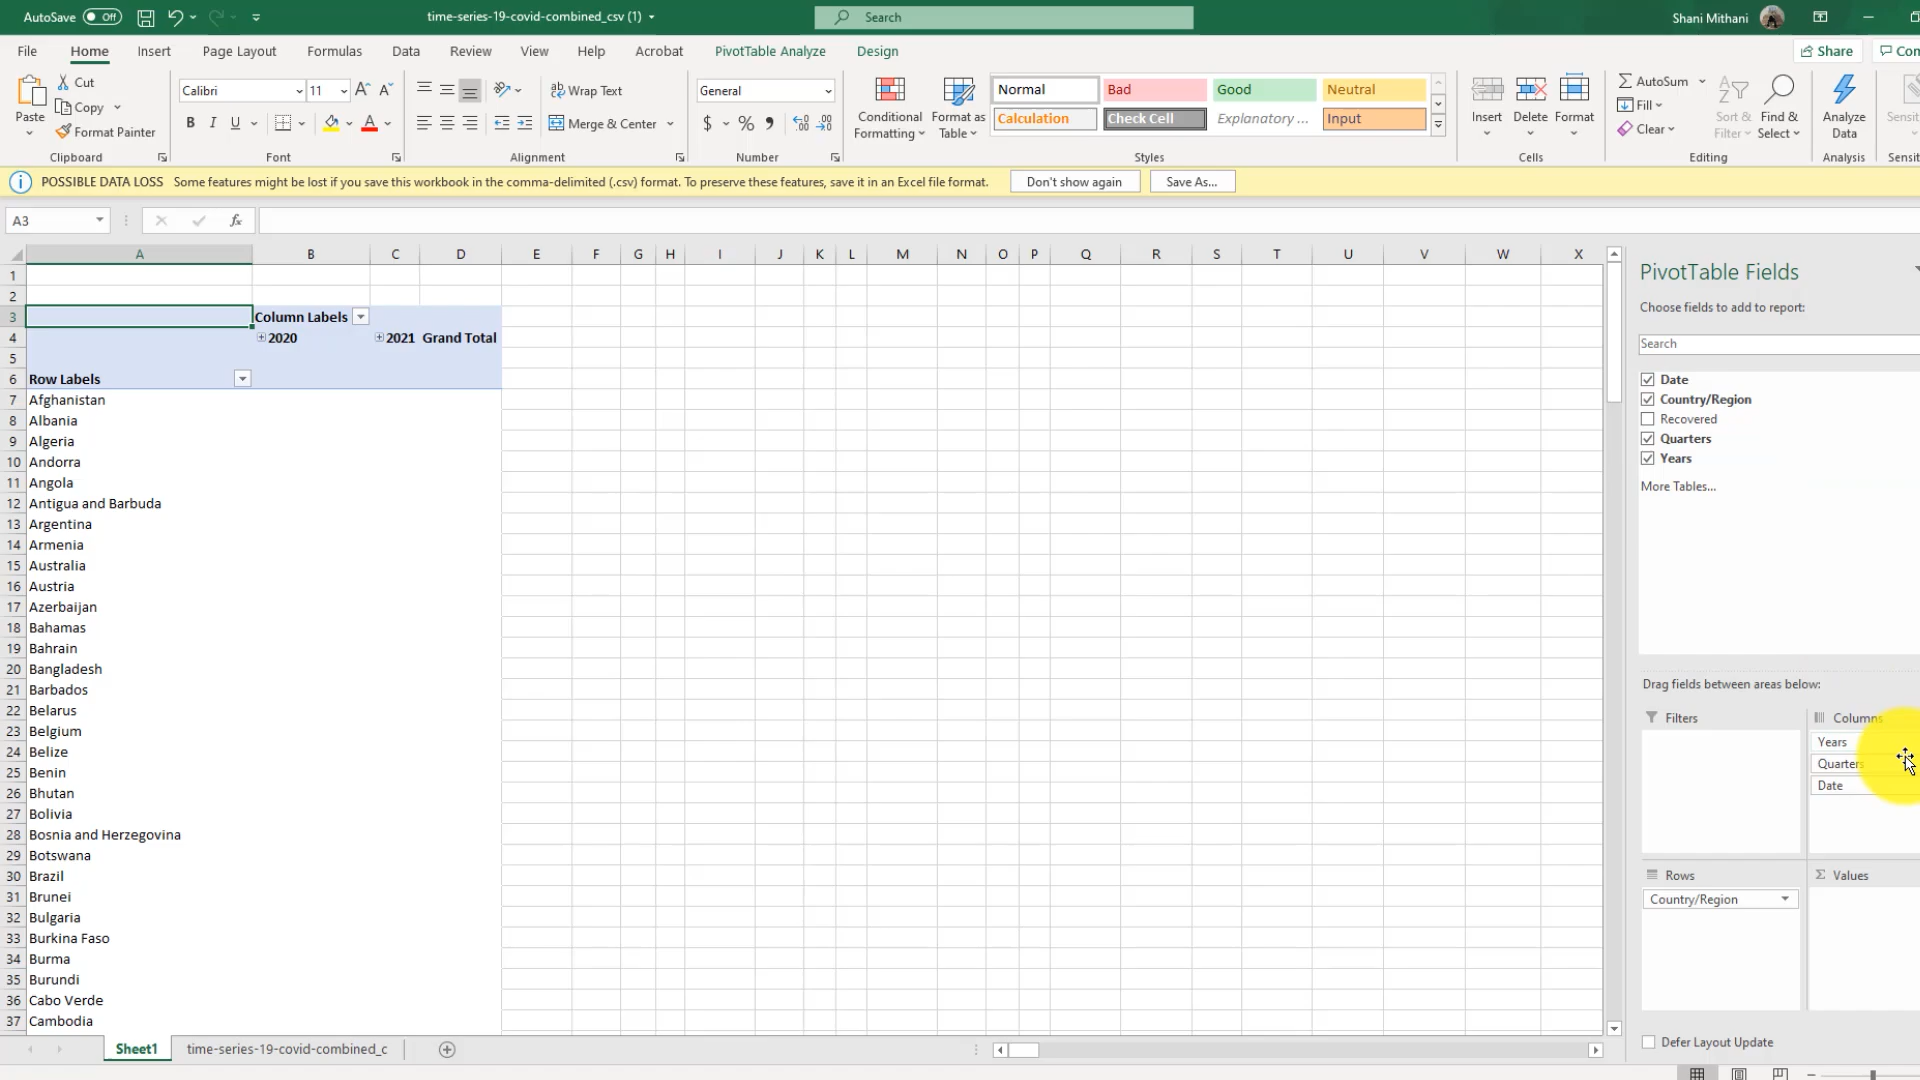 AutoSave Off time-series-19-covid-combined_csv (1) Search Shani Mithani
File Home Insert Page Layout Formulas Data Review View Help Acrobat PivotTable Analyze Design Share Com
Paste Cut Copy Format Painter Clipboard
Calibri 11 A A B I U A Font
Wrap Text Merge & Center Alignment
General $ % Number
Conditional Formatting Format as Table
Normal Bad Good Neutral
Calculation Check Cell Explanatory ... Input
Styles
Insert Delete Format Cells
AutoSum Fill Clear Sort & Filter Find & Select Editing
Analyze Data Analysis
Sensit
Sensit
POSSIBLE DATA LOSS Some features might be lost if you save this workbook in the comma-delimited (.csv) format. To preserve these features, save it in an Excel file format. Don't show again Save As...
A3 fx
A B C D E F G H I J K L M N O P Q R S T U V W X
1
2
3 Column Labels
4 2020 2021 Grand Total
5
6 Row Labels
7 Afghanistan
8 Albania
9 Algeria
10 Andorra
11 Angola
12 Antigua and Barbuda
13 Argentina
14 Armenia
15 Australia
16 Austria
17 Azerbaijan
18 Bahamas
19 Bahrain
20 Bangladesh
21 Barbados
22 Belarus
23 Belgium
24 Belize
25 Benin
26 Bhutan
27 Bolivia
28 Bosnia and Herzegovina
29 Botswana
30 Brazil
31 Brunei
32 Bulgaria
33 Burkina Faso
34 Burma
35 Burundi
36 Cabo Verde
37 Cambodia
Sheet1 time-series-19-covid-combined_c
PivotTable Fields
Choose fields to add to report:
Search
Date
Country/Region
Recovered
Quarters
Years
More Tables...
Drag fields between areas below:
Filters Columns
Years
Quarters
Date
Rows Σ Values
Country/Region
Defer Layout Update